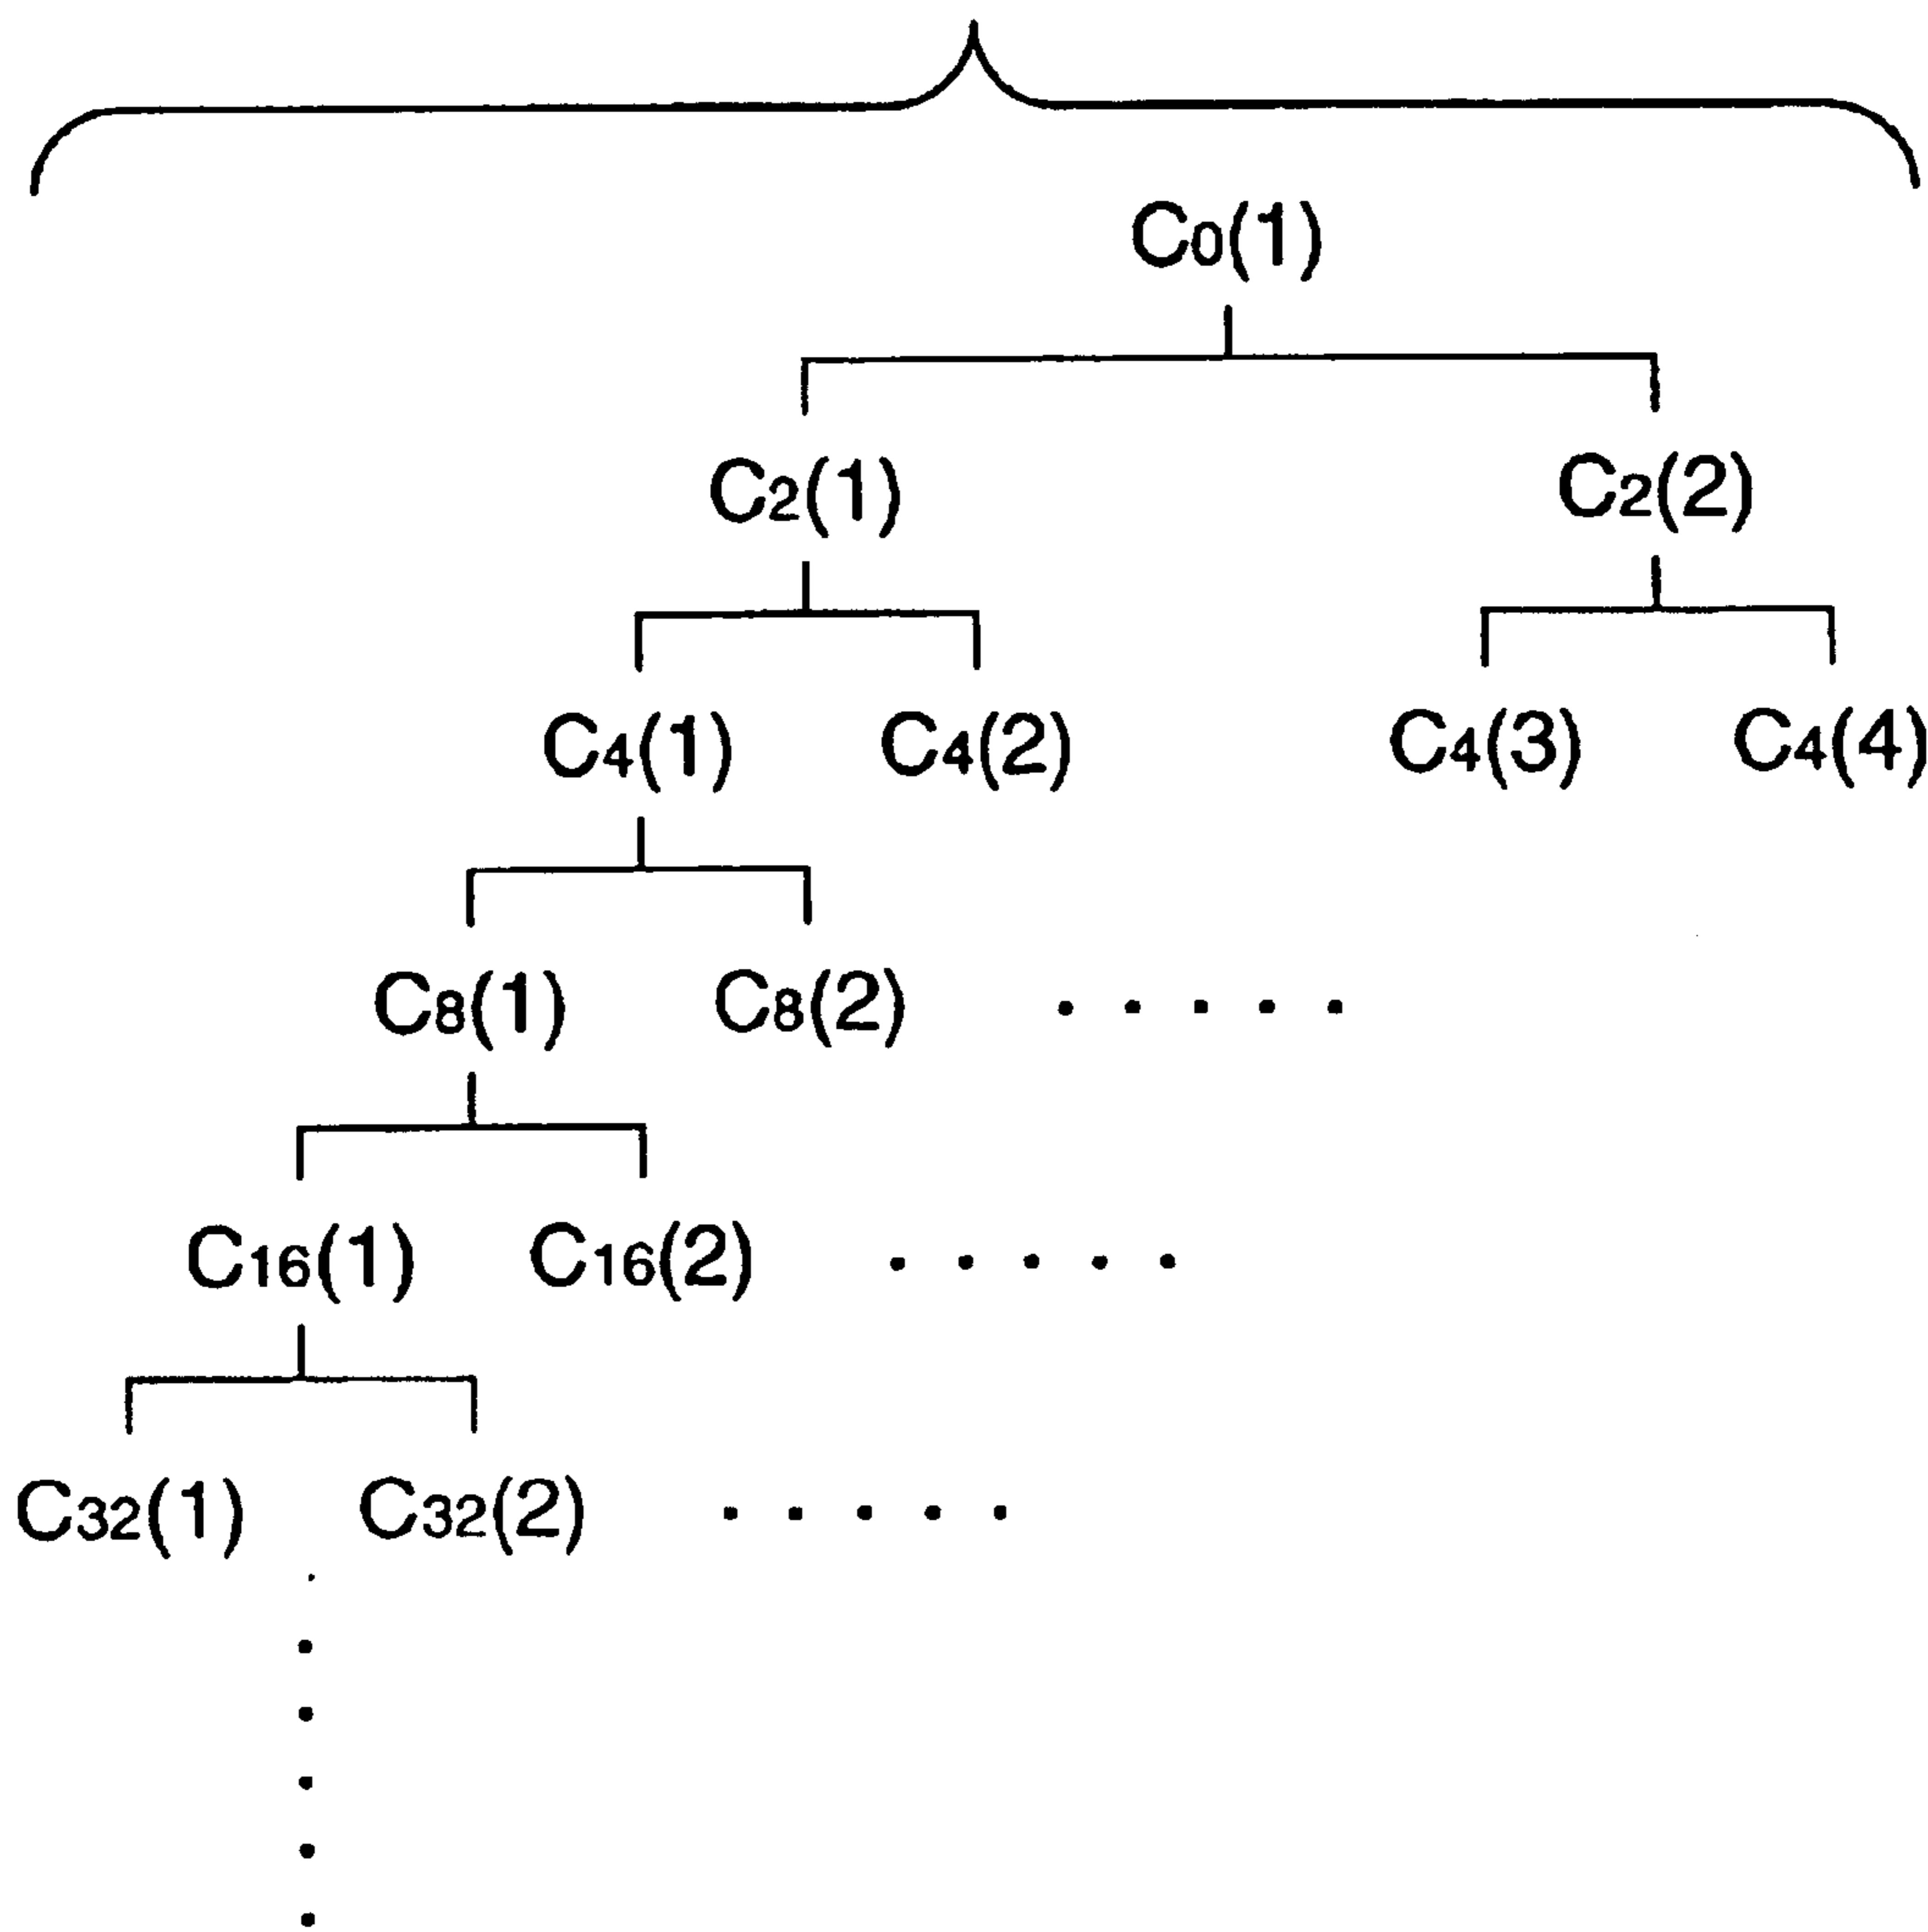 C0(1)
C2(1) C2(2)
C4(1) C4(2) C4(3) C4(4)
C8(1) C8(2) . . . . .
C16(1) C16(2) . . . . .
C32(1) C32(2) . . . . .